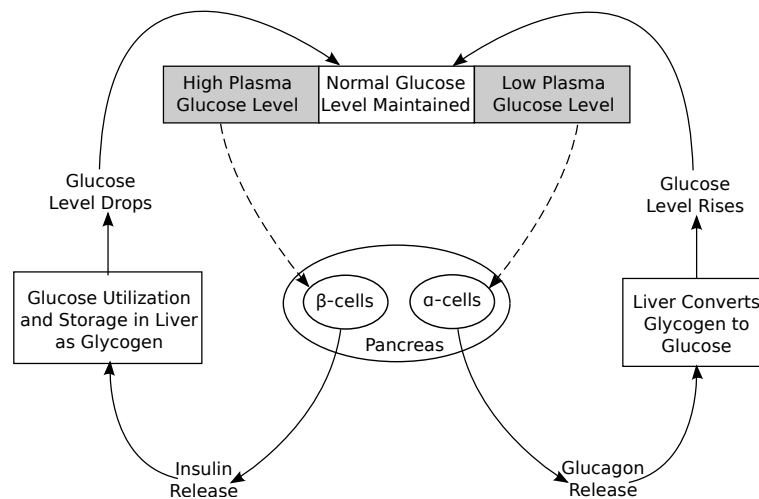 High Plasma
Glucose Level
Normal Glucose
Level Maintained
Low Plasma
Glucose Level
Glucose
Level Drops
Glucose
Level Rises
Glucose Utilization
and Storage in Liver
as Glycogen
β-cells
α-cells
Pancreas
Liver Converts
Glycogen to
Glucose
Insulin
Release
Glucagon
Release